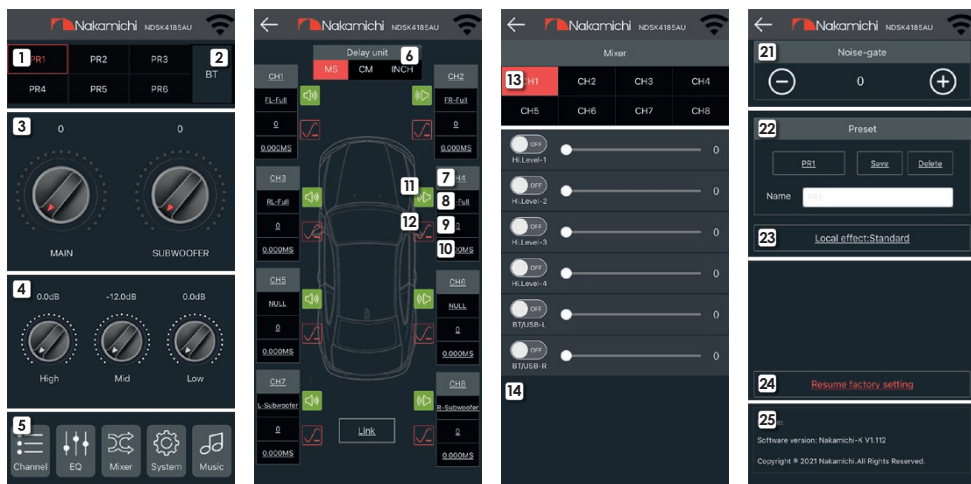 Nakamichi NDSK4185AU
1 PR1 PR2 PR3 2
BT
PR4 PR5 PR6
3 0 0
MAIN SUBWOOFER
4 0.0dB -12.0dB 0.0dB
High Mid Low
5
Channel EQ Mixer System Music
Nakamichi NDSK4185AU
Delay unit 6
MS CM INCH
CH1 CH2
FL-Full FR-Full
0 0
0.000MS 0.000MS
CH3 11 7 H4
RL-Full 8 -Full
0 12 9
0.000MS 10 0MS
CH5 CH6
NULL NULL
0 0
0.000MS 0.000MS
CH7 CH8
L-Subwoofer R-Subwoofer
0 Link 0
0.000MS 0.000MS
Nakamichi NDSK4185AU
Mixer
13 H1 CH2 CH3 CH4
CH5 CH6 CH7 CH8
OFF 0
Hi.Level-1
OFF 0
Hi.Level-2
OFF 0
Hi.Level-3
OFF 0
Hi.Level-4
OFF 0
BT/USB-L
OFF 0
BT/USB-R
14
Nakamichi NDSK4185AU
21 Noise-gate
0
22 Preset
PR1 Save Delete
Name
23 Local effect:Standard
24 Resume factory setting
25
Software version: Nakamichi-K V1.112
Copyright © 2021 Nakamichi.All Rights Reserved.